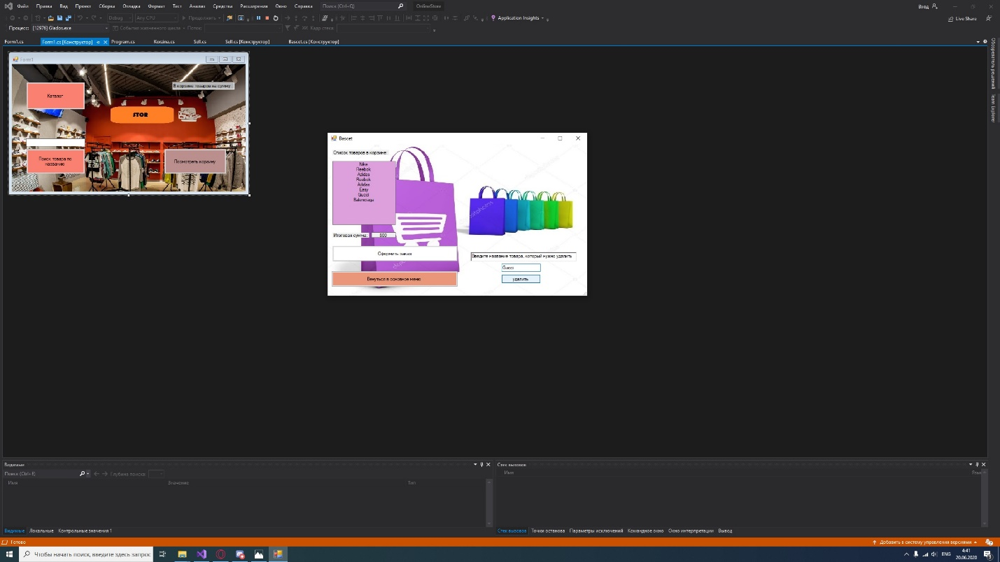 Файл Правка Вид Проект Сборка Отладка Формат Тест Анализ Средства Расширения Окно Справка Поиск (Ctrl+Q) OnlineStore Вход
Debug Any CPU Продолжить Application Insights Live Share
Процесс: [12976] Glados.exe События жизненного цикла Поток: Кадр стека:
Form1.cs Form1.cs [Конструктор] Program.cs Korzina.cs Sell.cs Sell.cs [Конструктор] Bascet.cs [Конструктор]
Обозреватель решений
Team Explorer
Form1
Каталог
В корзине товаров на сумму:
STOR
Поиск товара по
названию
Посмотреть корзину
Bascet
Список товаров в корзине:
Nike
Reebok
Adidas
Reebok
Adidas
Easy
Gucci
Balenciaga
Итоговая сумма: 800
Оформить заказ
Венуться в основное меню
Введите название товара, который нужно удалить
Gucci
удалить
Видимые
Поиск (Ctrl+E) Глубина поиска:
Имя Значение Тип
Видимые Локальные Контрольные значения 1
Стек вызовов
Имя Язык
Стек вызовов Точки останова Параметры исключений Командное окно Окно интерпретации Вывод
Готово Добавить в систему управления версиями
Чтобы начать поиск, введите здесь запрос
ENG 4:41
20.06.2020
3